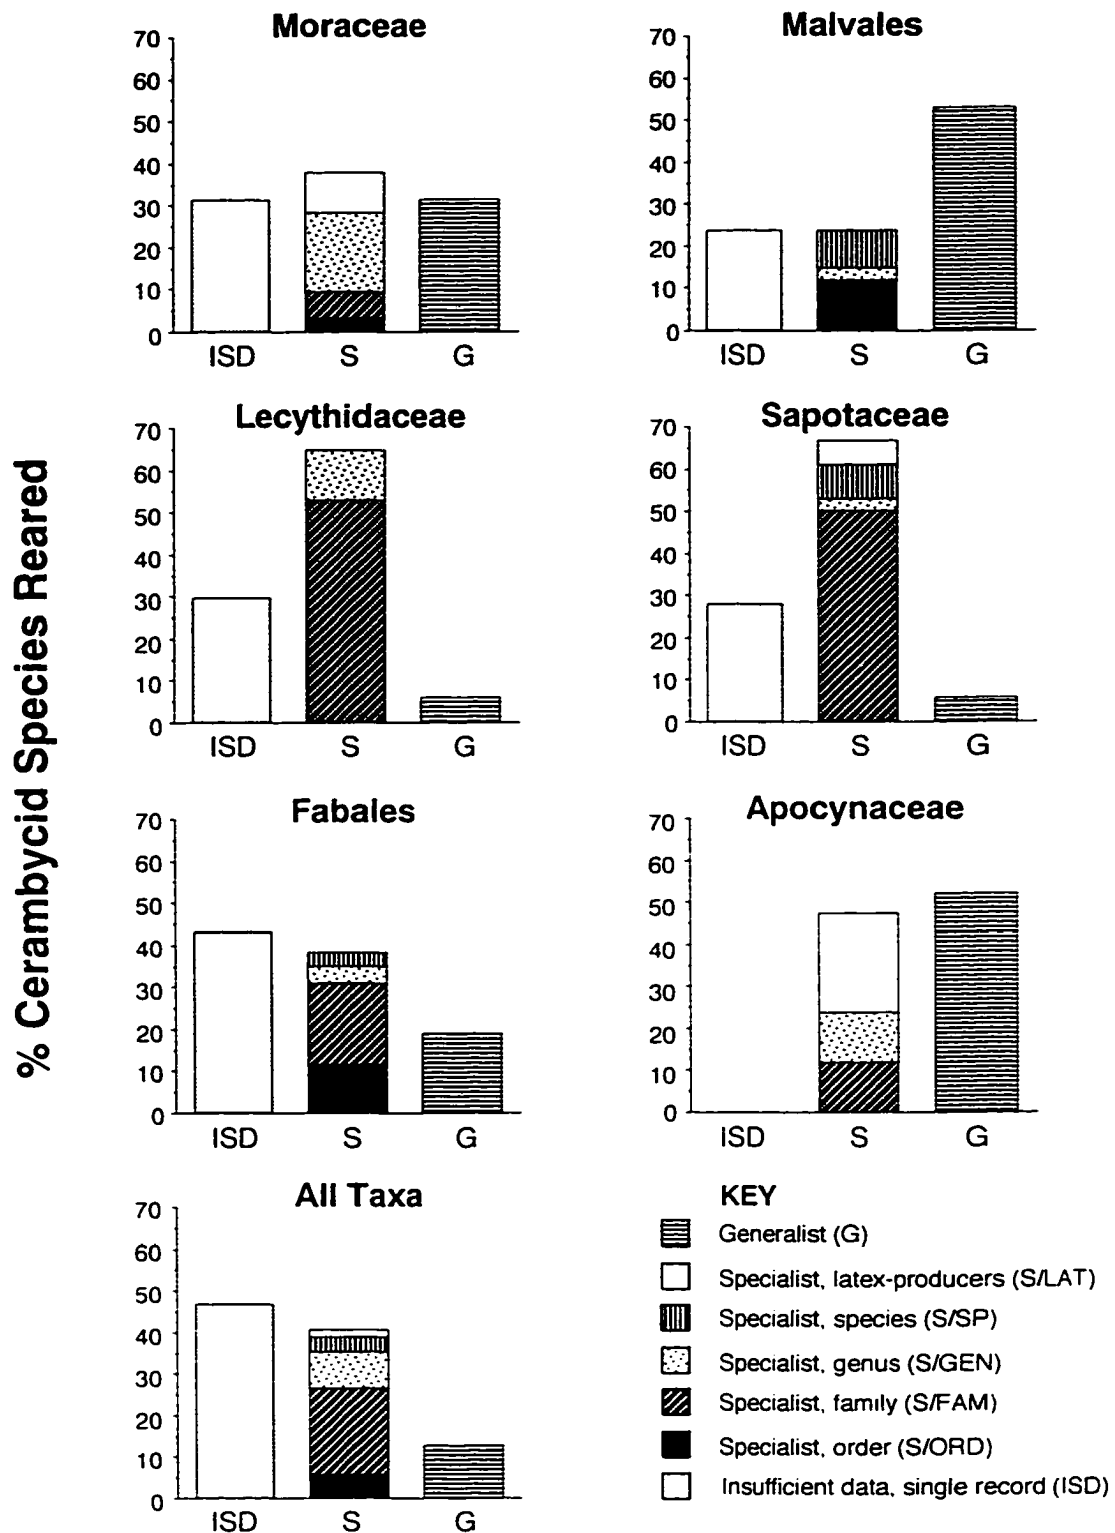 % Cerambycid Species Reared
Moraceae
70
60
50
40
30
20
10
0
ISD S G
Malvales
70
60
50
40
30
20
10
0
ISD S G
Lecythidaceae
70
60
50
40
30
20
10
0
ISD S G
Sapotaceae
70
60
50
40
30
20
10
0
ISD S G
Fabales
70
60
50
40
30
20
10
0
ISD S G
Apocynaceae
70
60
50
40
30
20
10
0
ISD S G
All Taxa
70
60
50
40
30
20
10
0
ISD S G
KEY
Generalist (G)
Specialist, latex-producers (S/LAT)
Specialist, species (S/SP)
Specialist, genus (S/GEN)
Specialist, family (S/FAM)
Specialist, order (S/ORD)
Insufficient data, single record (ISD)